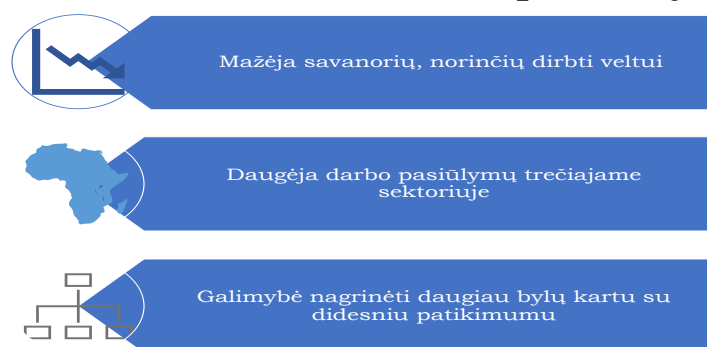 Mažėja savanorių, norinčių dirbti veltui
Daugėja darbo pasiūlymų trečiajame
sektoriuje
Galimybė nagrinėti daugiau bylų kartu su
didesniu patikimumu